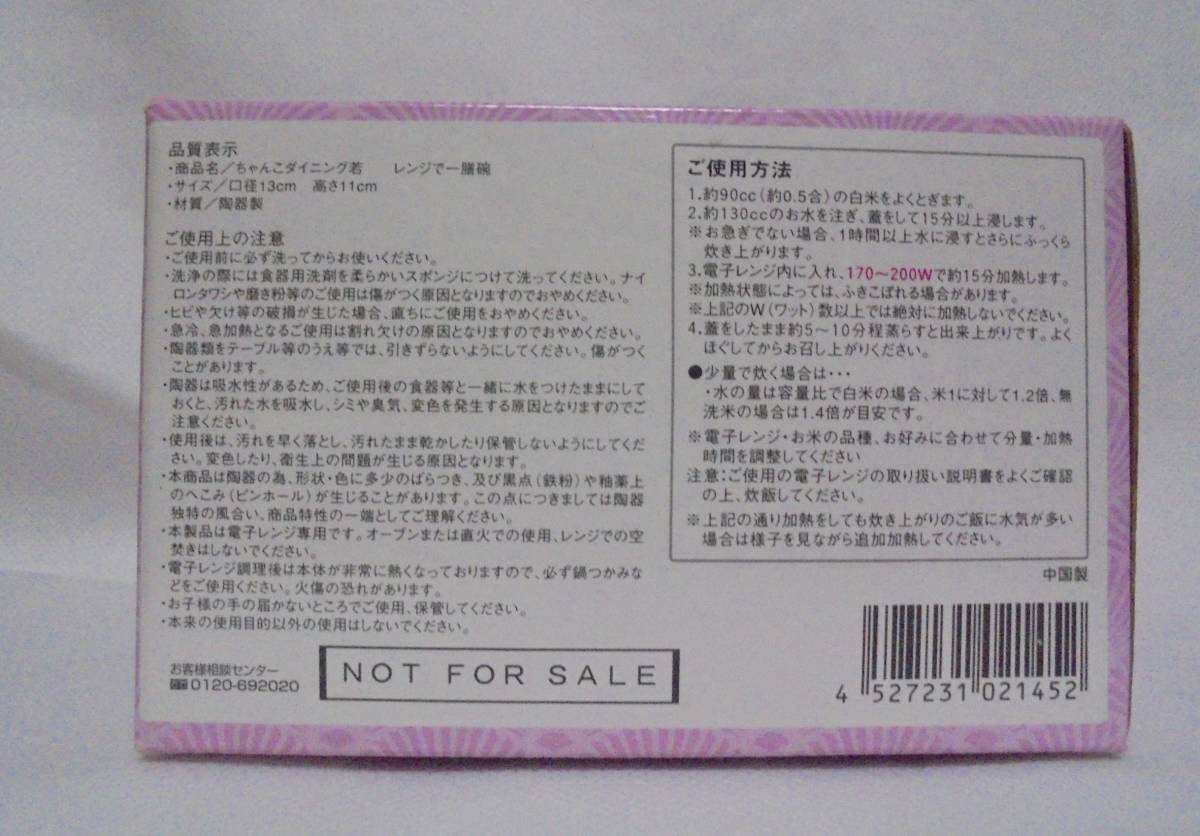 品質表示
・商品名／ちゃんこダイニング若　　レンジで一膳碗
・サイズ／口径13cm　高さ11cm
・材質／陶器製
ご使用上の注意
・ご使用前に必ず洗ってからお使いください。
・洗浄の際には食器用洗剤を柔らかいスポンジにつけて洗ってください。ナイ
ロンタワシや磨き粉等のご使用は傷がつく原因となりますのでおやめください。
・ヒビや欠け等の破損が生じた場合、直ちにご使用をおやめください。
・急冷、急加熱となるご使用は割れ欠けの原因となりますのでおやめください。
・陶器類をテーブル等のうえ等では、引きずらないようにしてください。傷がつく
ことがあります。
・陶器は吸水性があるため、ご使用後の食器等と一緒に水をつけたままにして
おくと、汚れた水を吸水し、シミや臭気、変色を発生する原因となりますのでご
注意ください。
・使用後は、汚れを早く落とし、汚れたまま乾かしたり保管しないようにしてくだ
さい。変色したり、衛生上の問題が生じる原因となります。
・本商品は陶器の為、形状・色に多少のばらつき、及び黒点（鉄粉）や釉薬上
のへこみ（ピンホール）が生じることがあります。この点につきましては陶器
独特の風合い、商品特性の一端としてご理解ください。
・本製品は電子レンジ専用です。オーブンまたは直火での使用、レンジでの空
焚きはしないでください。
・電子レンジ調理後は本体が非常に熱くなっておりますので、必ず鍋つかみな
どをご使用ください。火傷の恐れがあります。
・お子様の手の届かないところでご使用、保管してください。
・本来の使用目的以外の使用はしないでください。
お客様相談センター
0120-692020
NOT FOR SALE
ご使用方法
1.約90cc（約0.5合）の白米をよくとぎます。
2.約130ccのお水を注ぎ、蓋をして15分以上浸します。
※お急ぎでない場合、1時間以上水に浸すとさらにふっくら
炊き上がります。
3.電子レンジ内に入れ、170〜200Wで約15分加熱します。
※加熱状態によっては、ふきこぼれる場合があります。
※上記のW（ワット）数以上では絶対に加熱しないでください。
4.蓋をしたまま約5〜10分程蒸らすと出来上がりです。よく
ほぐしてからお召し上がりください。
●少量で炊く場合は・・・
・水の量は容量比で白米の場合、米1に対して1.2倍、無
洗米の場合は1.4倍が目安です。
※電子レンジ・お米の品種、お好みに合わせて分量・加熱
時間を調整してください
注意：ご使用の電子レンジの取り扱い説明書をよくご確認
の上、炊飯してください。
※上記の通り加熱をしても炊き上がりのご飯に水気が多い
場合は様子を見ながら追加加熱してください。
中国製
4 527231 021452